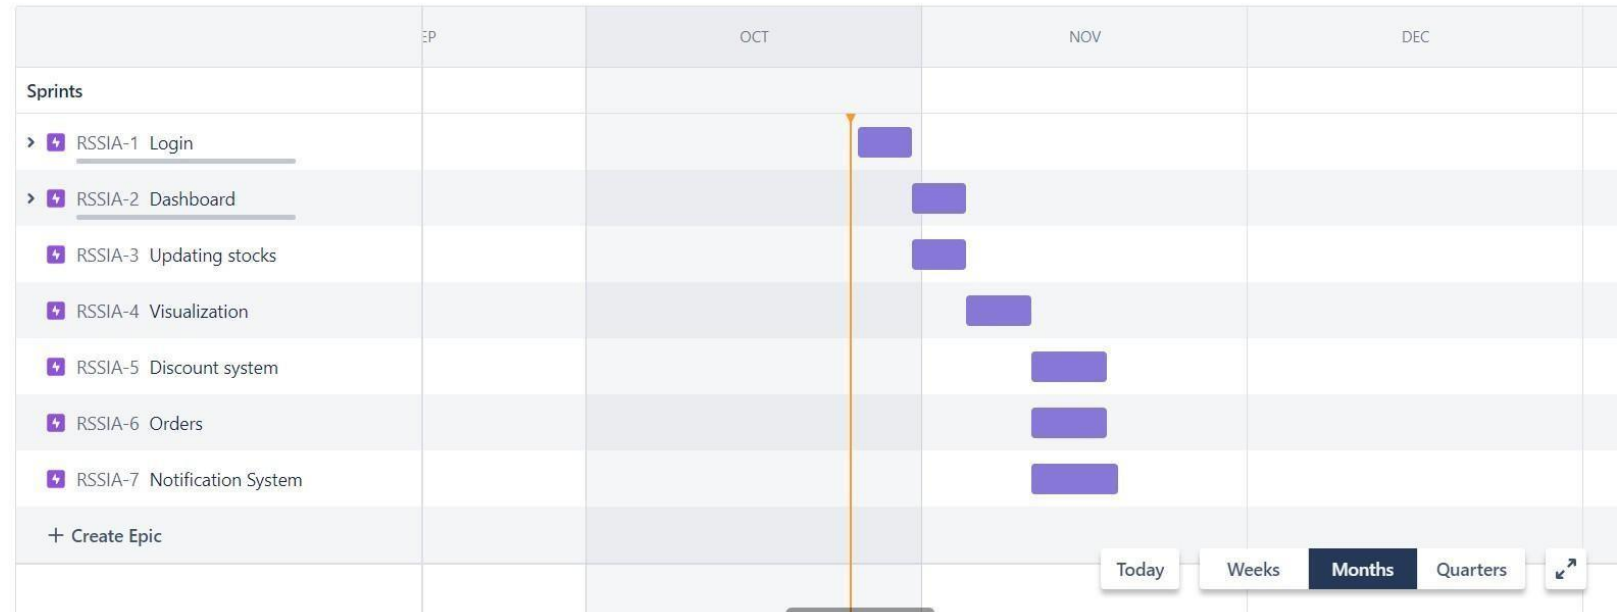 EP OCT NOV DEC
Sprints
RSSIA-1 Login
RSSIA-2 Dashboard
RSSIA-3 Updating stocks
RSSIA-4 Visualization
RSSIA-5 Discount system
RSSIA-6 Orders
RSSIA-7 Notification System
+ Create Epic
Today Weeks Months Quarters